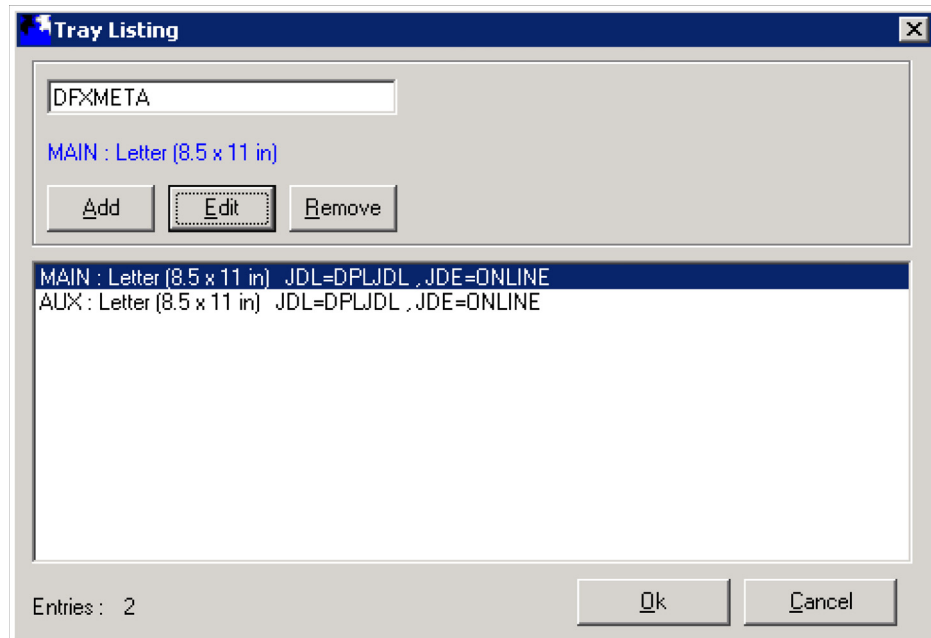 Tray Listing
DFXMETA
MAIN : Letter (8.5 x 11 in)
Add Edit Remove
MAIN : Letter (8.5 x 11 in) JDL=DPLJDL , JDE=ONLINE
AUX : Letter (8.5 x 11 in) JDL=DPLJDL , JDE=ONLINE
Entries : 2
Ok Cancel